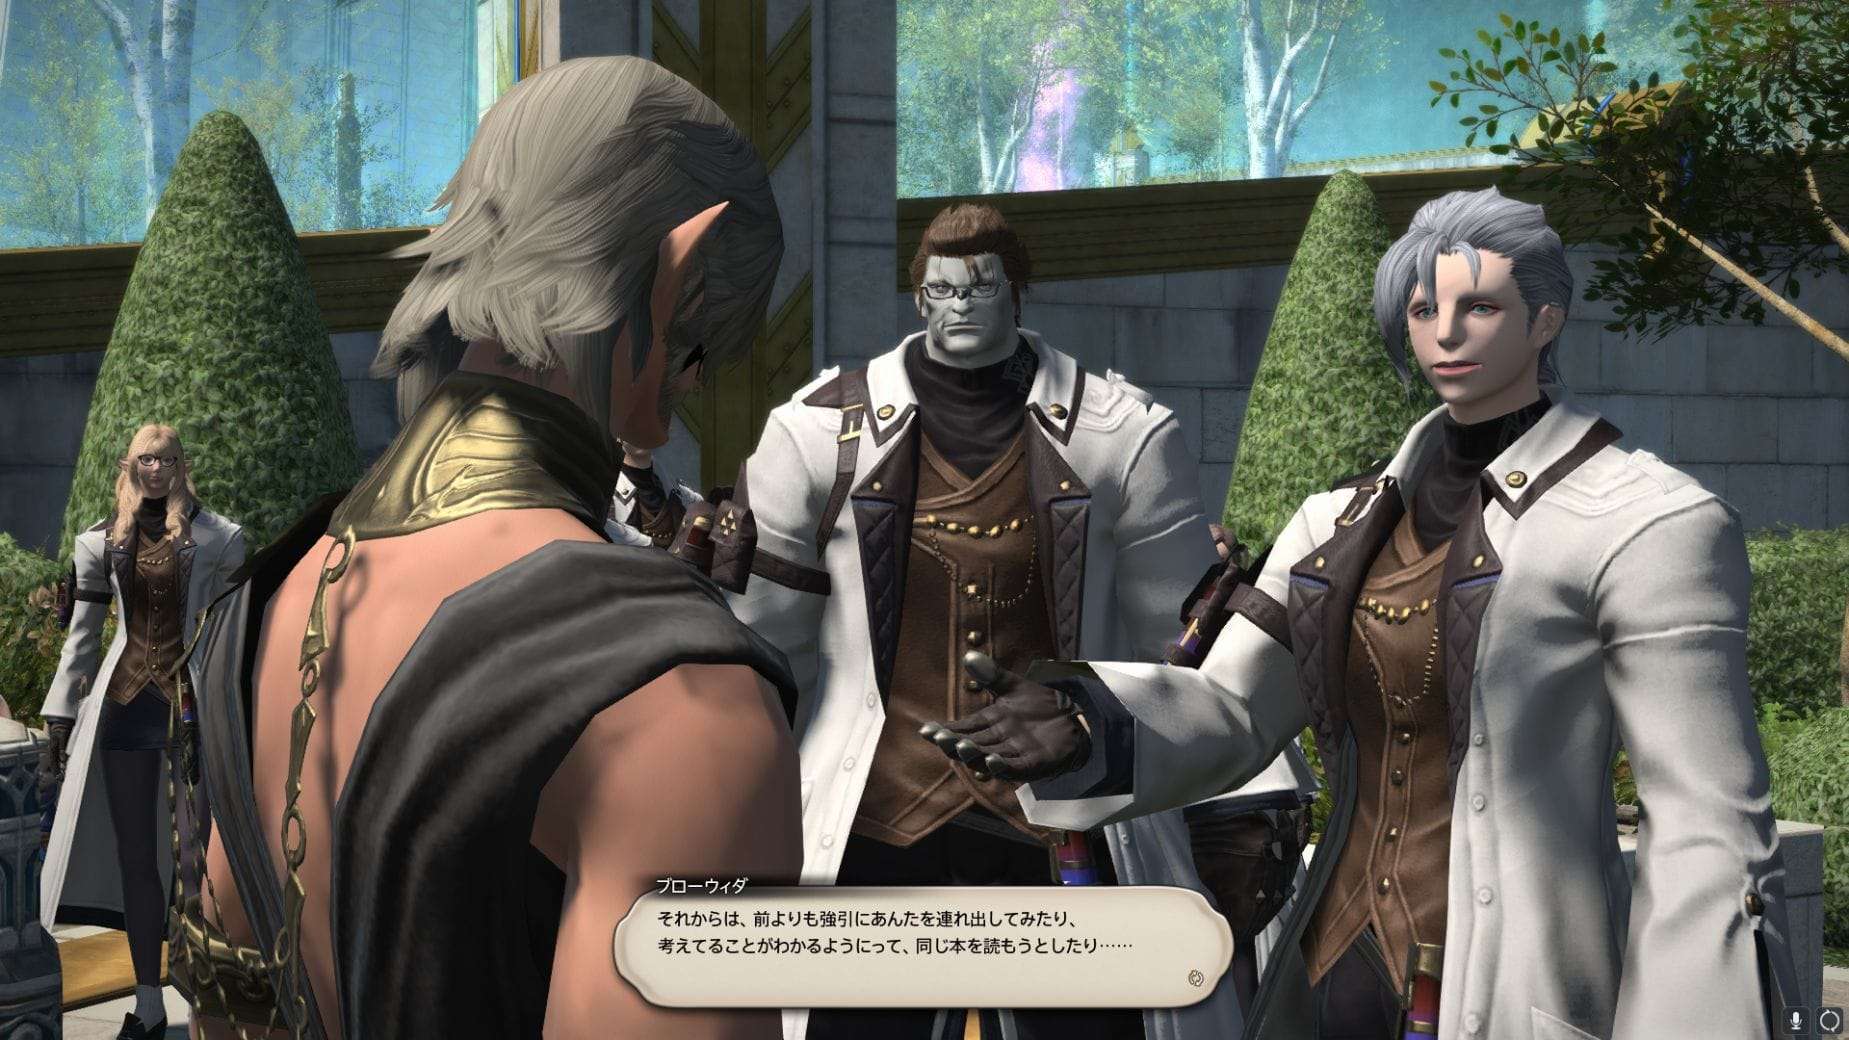 ブローウィダ
それからは、前よりも強引にあんたを連れ出してみたり、
考えてることがわかるようにって、同じ本を読もうとしたり……